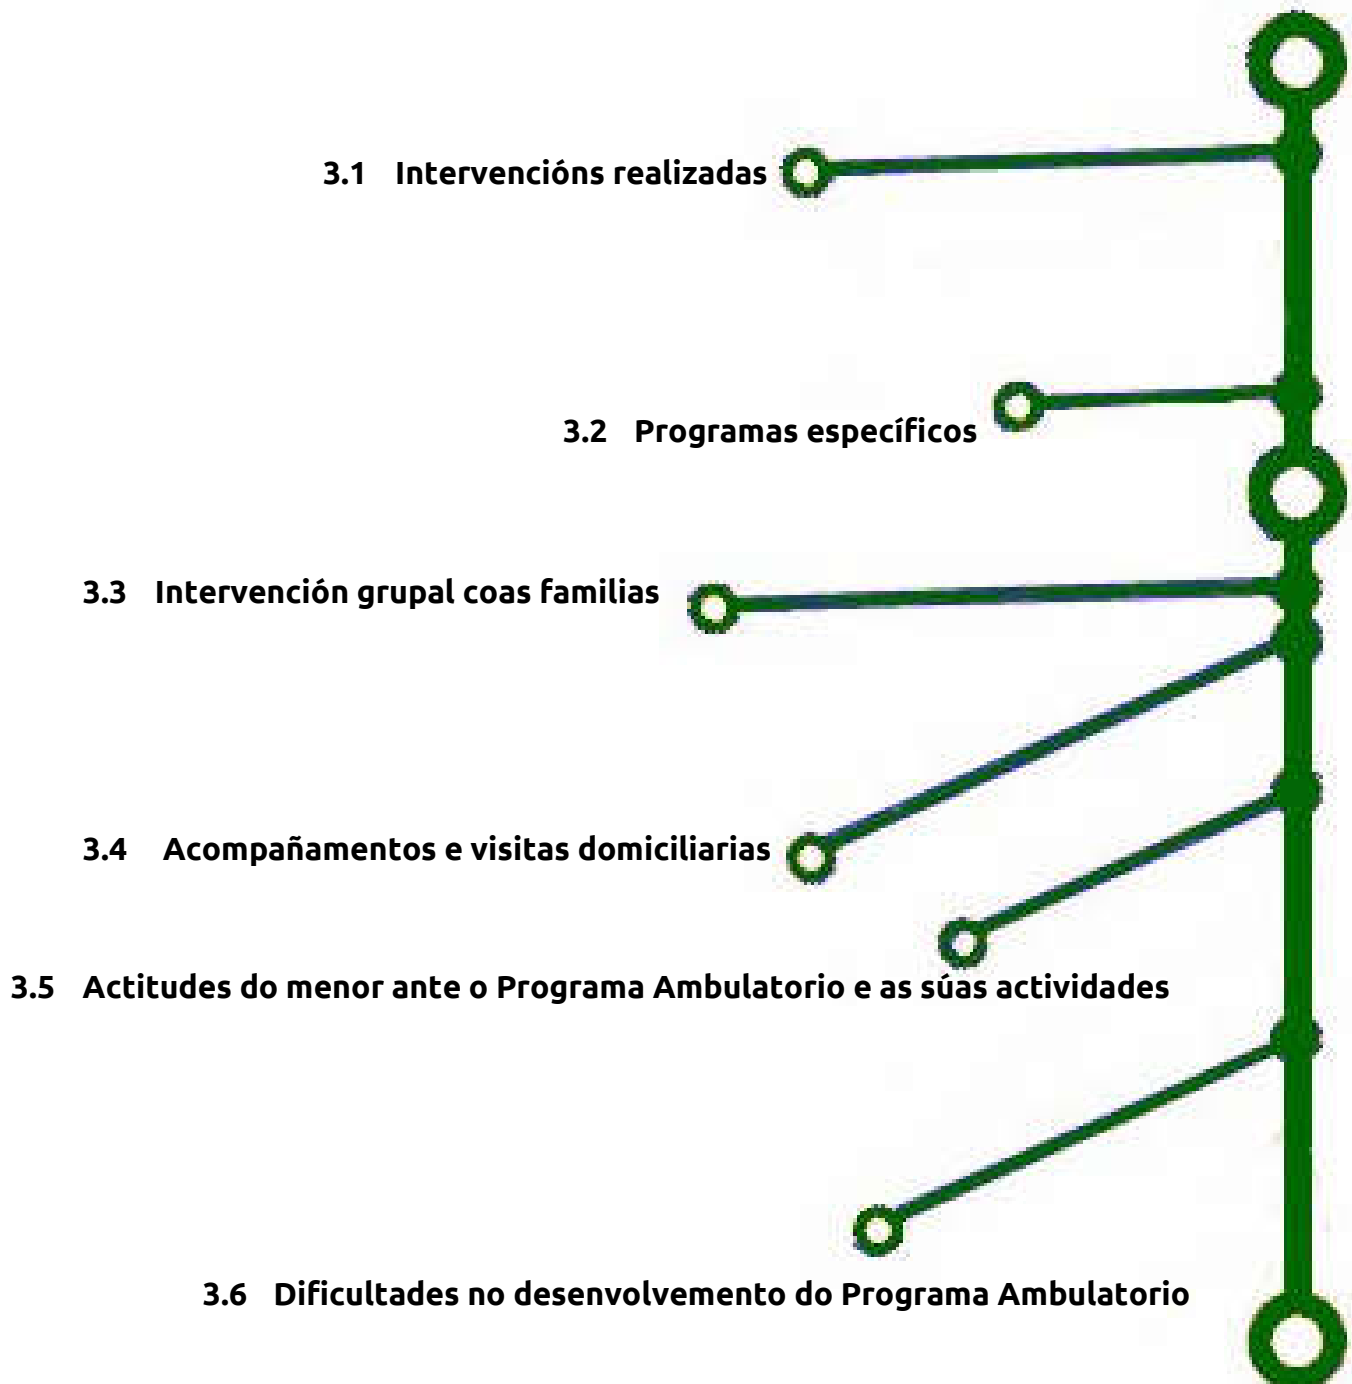 3.1 Intervencións realizadas
3.2 Programas específicos
3.3 Intervención grupal coas familias
3.4 Acompañamentos e visitas domiciliarias
3.5 Actitudes do menor ante o Programa Ambulatorio e as súas actividades
3.6 Dificultades no desenvolvemento do Programa Ambulatorio